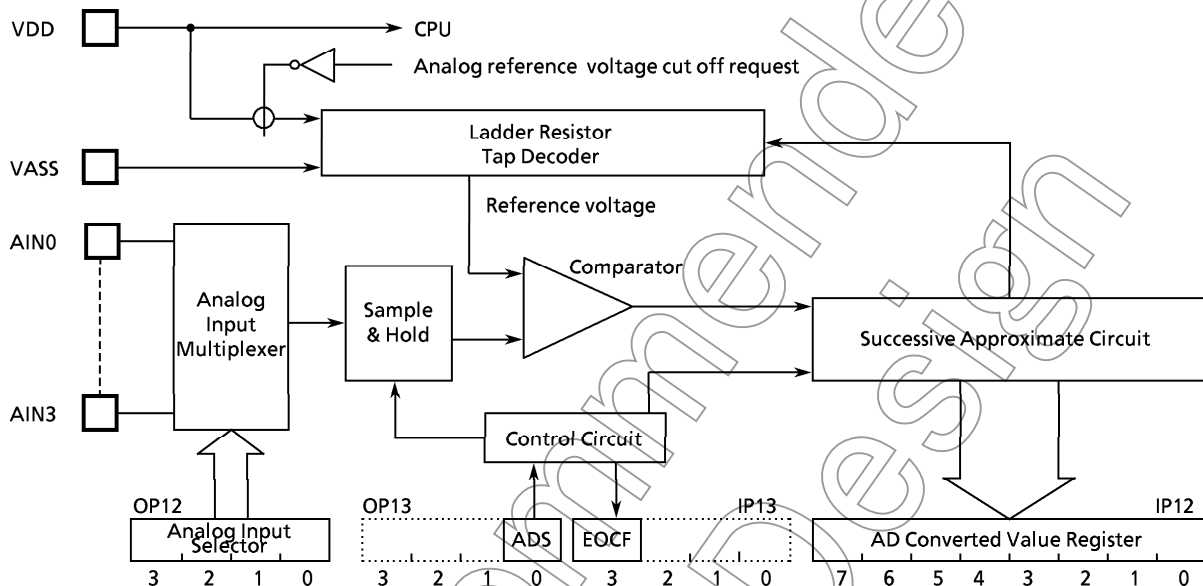 VDD
CPU
Analog reference voltage cut off request
Ladder Resistor
Tap Decoder
VASS
Reference voltage
AIN0
Comparator
Analog
Input
Multiplexer
Sample
& Hold
Successive Approximate Circuit
AIN3
Control Circuit
OP12
OP13
IP13
IP12
Analog Input
Selector
ADS
EOCF
AD Converted Value Register
3 2 1 0
3 2 1 0
3 2 1 0
7 6 5 4 3 2 1 0
ommende
Design